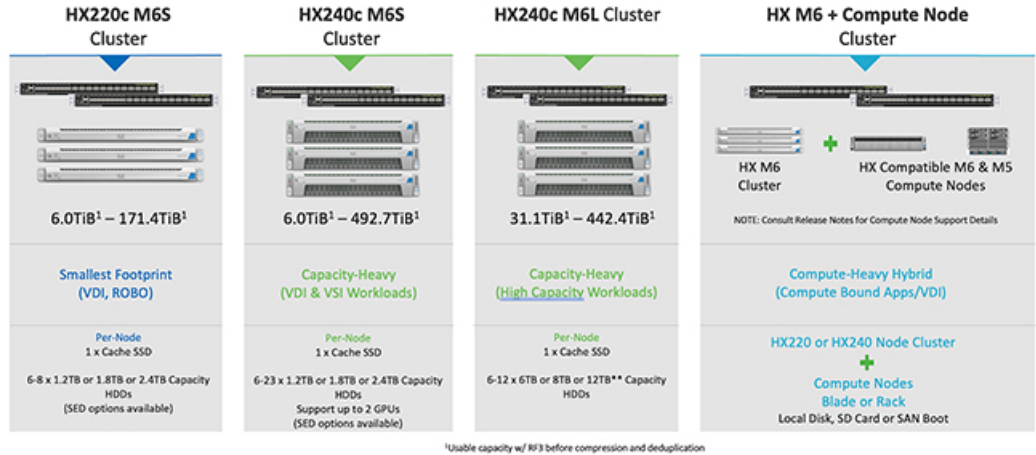 HX220c M6S
Cluster
6.0TiB¹ – 171.4TiB¹
Smallest Footprint
(VDI, ROBO)
Per-Node
1 x Cache SSD
6-8 x 1.2TB or 1.8TB or 2.4TB Capacity
HDDs
(SED options available)
HX240c M6S
Cluster
6.0TiB¹ – 492.7TiB¹
Capacity-Heavy
(VDI & VSI Workloads)
Per-Node
1 x Cache SSD
6-23 x 1.2TB or 1.8TB or 2.4TB Capacity
HDDs
Support up to 2 GPUs
(SED options available)
HX240c M6L Cluster
31.1TiB¹ – 442.4TiB¹
Capacity-Heavy
(High Capacity Workloads)
Per-Node
1 x Cache SSD
6-12 x 6TB or 8TB or 12TB** Capacity
HDDs
HX M6 + Compute Node
Cluster
+
HX M6
Cluster
HX Compatible M6 & M5
Compute Nodes
NOTE: Consult Release Notes for Compute Node Support Details
Compute-Heavy Hybrid
(Compute Bound Apps/VDI)
HX220 or HX240 Node Cluster
+
Compute Nodes
Blade or Rack
Local Disk, SD Card or SAN Boot
¹Usable capacity w/ RF3 before compression and deduplication